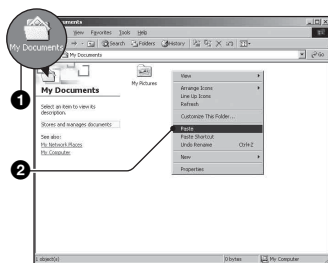 My Documents
View Favorites Tools Help
Search Folders History
My Documents
Go
1
My Documents
Select an item to view its
description.
Stores and manages documents
See also:
My Network Places
My Computer
My Pictures
View
Arrange Icons
Line Up Icons
Refresh
Customize This Folder...
Paste
Paste Shortcut
Undo Rename Ctrl+Z
New
Properties
2
1 object(s)
0 bytes
My Computer